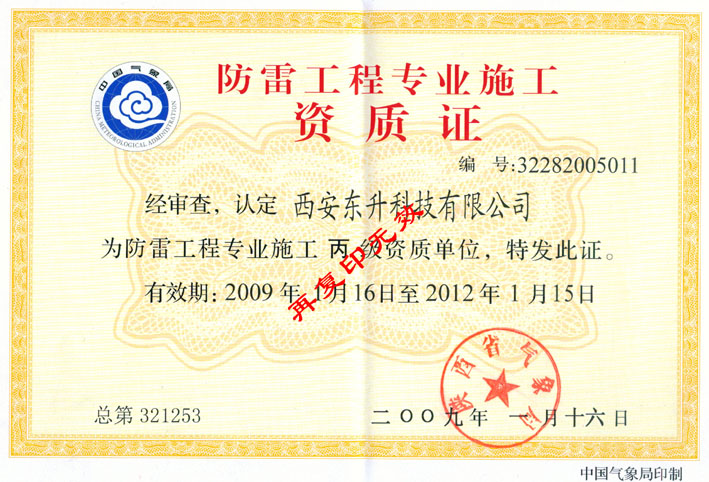 中国气象局
CHINA METEOROLOGICAL ADMINISTRATION
防雷工程专业施工
资质证
编 号:32282005011
经审查，认定 西安东升科技有限公司
为防雷工程专业施工 丙 级资质单位，特发此证。
有效期：2009 年 1月16日至 2012 年 1 月15日
再复印无效
陕西省气象局
总第 321253
二〇〇九年 一月十六日
中国气象局印制